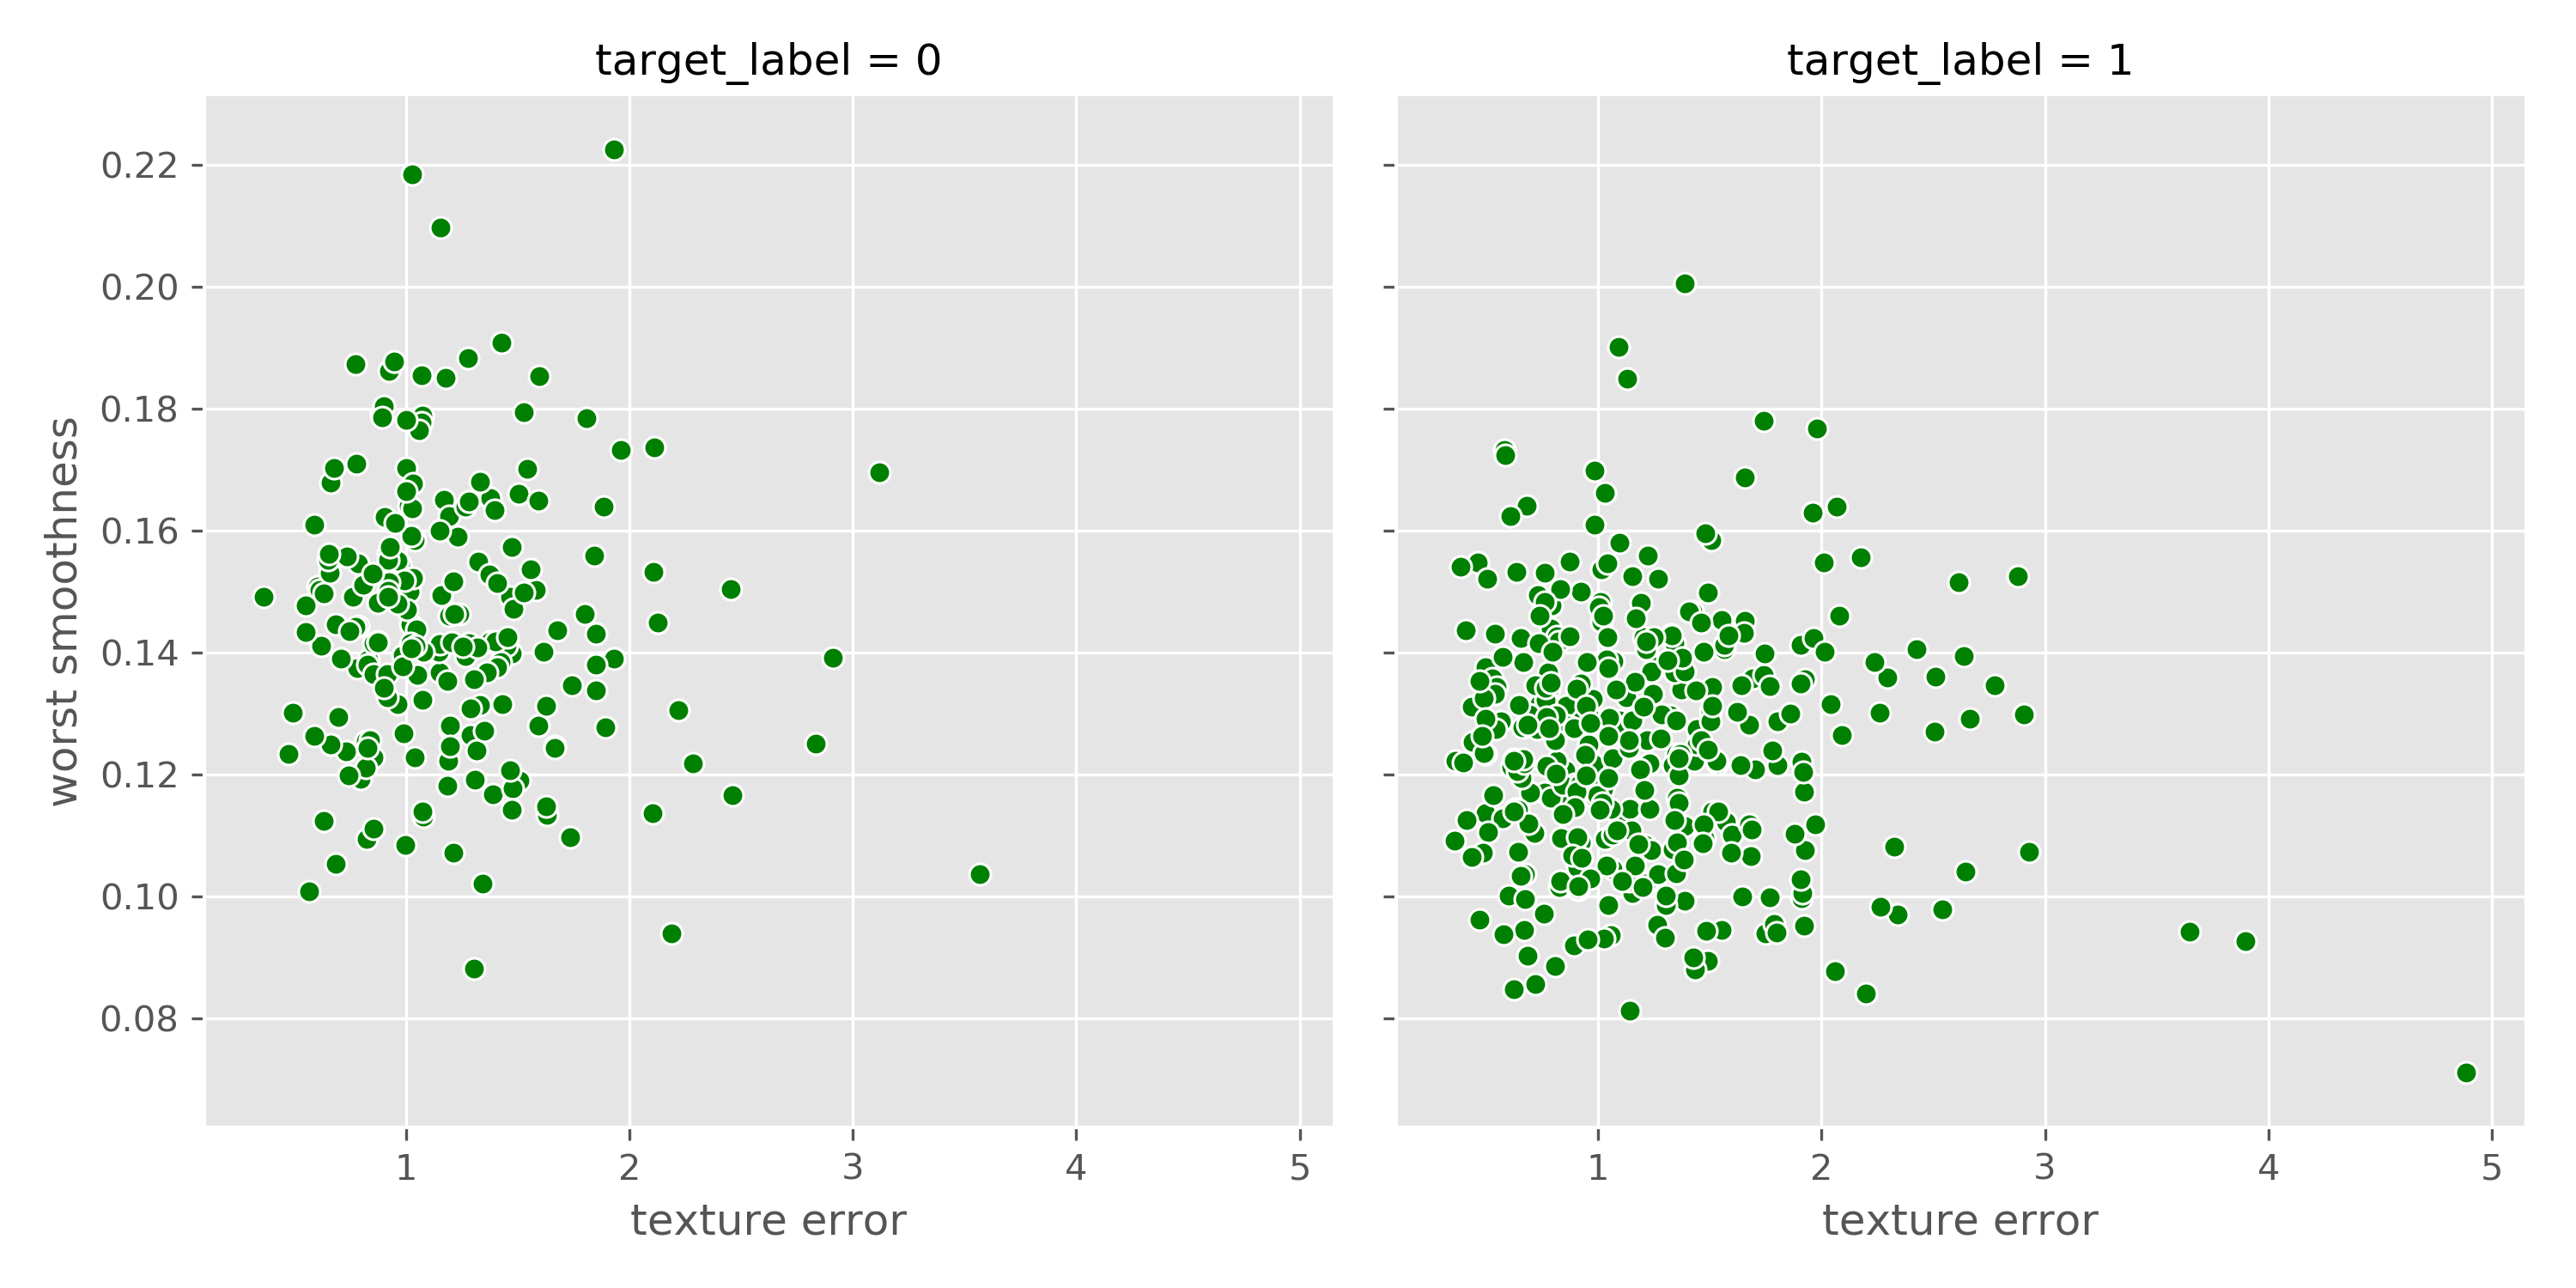 target_label = 0
target_label = 1
worst smoothness
0.22
0.20
0.18
0.16
0.14
0.12
0.10
0.08
1 2 3 4 5
1 2 3 4 5
texture error
texture error